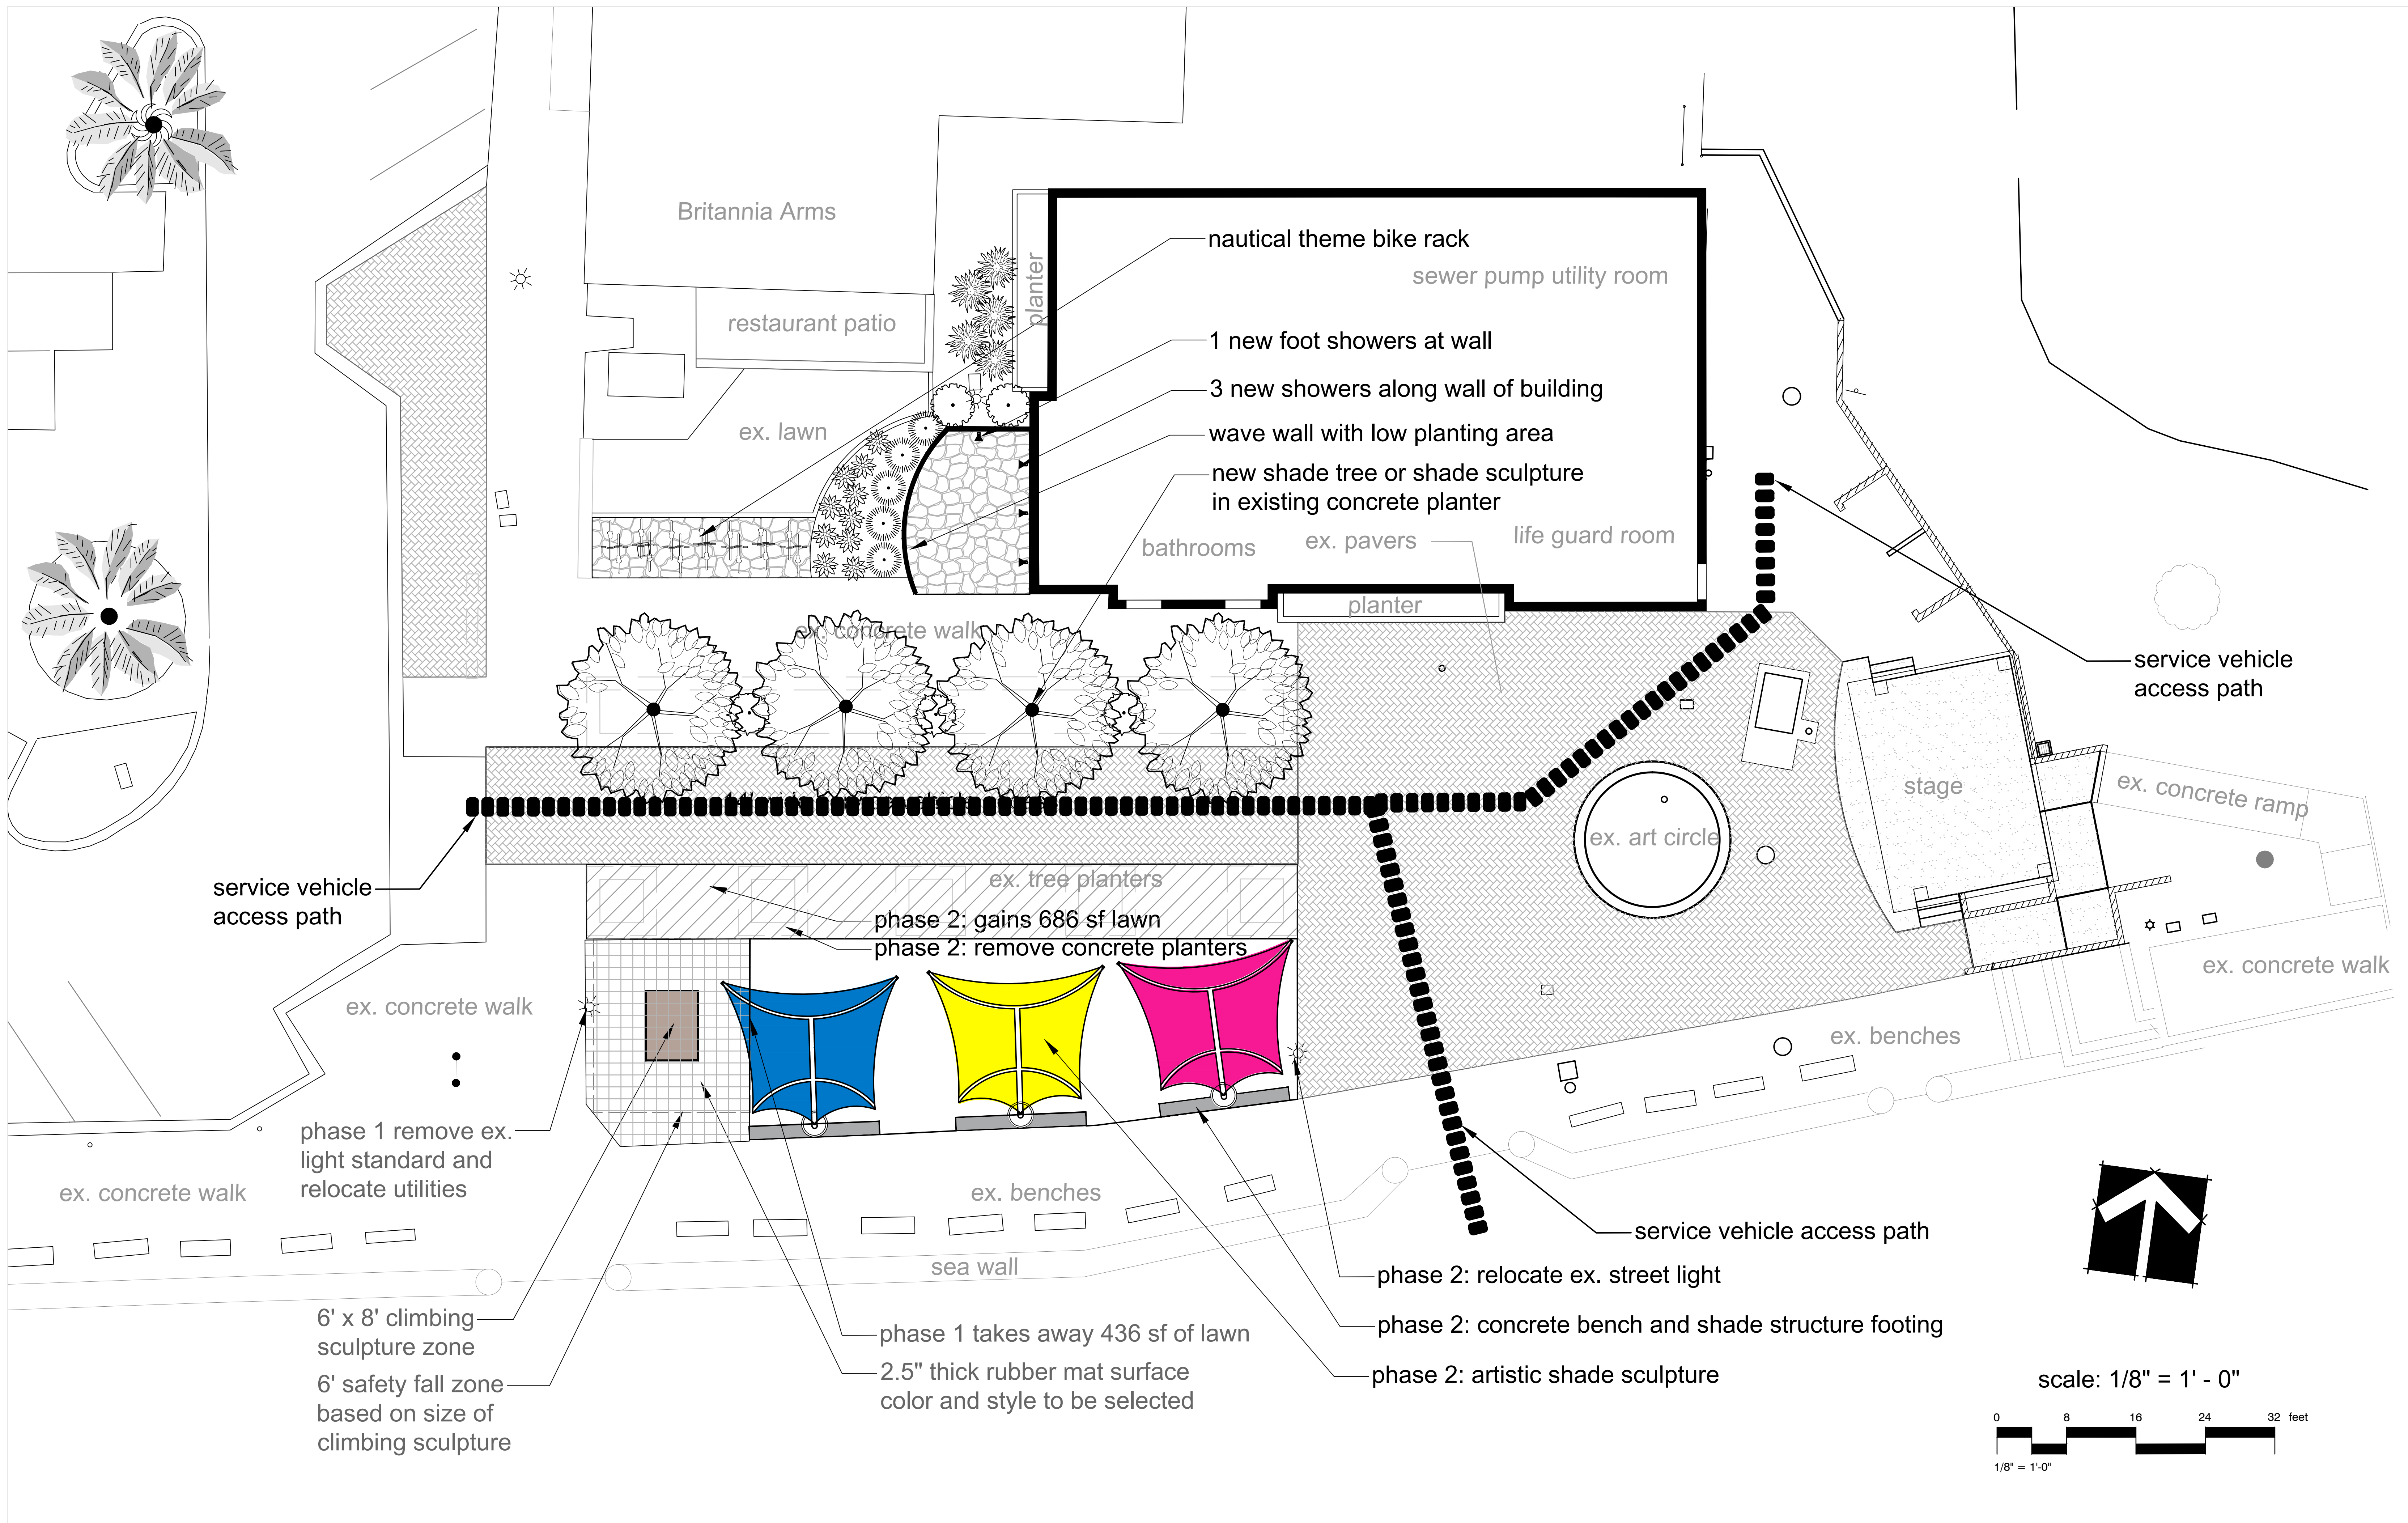 Britannia Arms
restaurant patio
ex. lawn
planter
nautical theme bike rack
sewer pump utility room
1 new foot showers at wall
3 new showers along wall of building
wave wall with low planting area
new shade tree or shade sculpture
in existing concrete planter
bathrooms
ex. pavers
life guard room
planter
ex. concrete walk
service vehicle
access path
stage
ex. concrete ramp
ex. art circle
ex. tree planters
service vehicle
access path
phase 2: gains 686 sf lawn
phase 2: remove concrete planters
ex. concrete walk
ex. concrete walk
ex. benches
phase 1 remove ex.
light standard and
relocate utilities
ex. concrete walk
ex. benches
sea wall
service vehicle access path
phase 2: relocate ex. street light
phase 2: concrete bench and shade structure footing
phase 2: artistic shade sculpture
6' x 8' climbing
sculpture zone
6' safety fall zone
based on size of
climbing sculpture
phase 1 takes away 436 sf of lawn
2.5" thick rubber mat surface
color and style to be selected
scale: 1/8" = 1' - 0"
0 8 16 24 32 feet
1/8" = 1'-0"